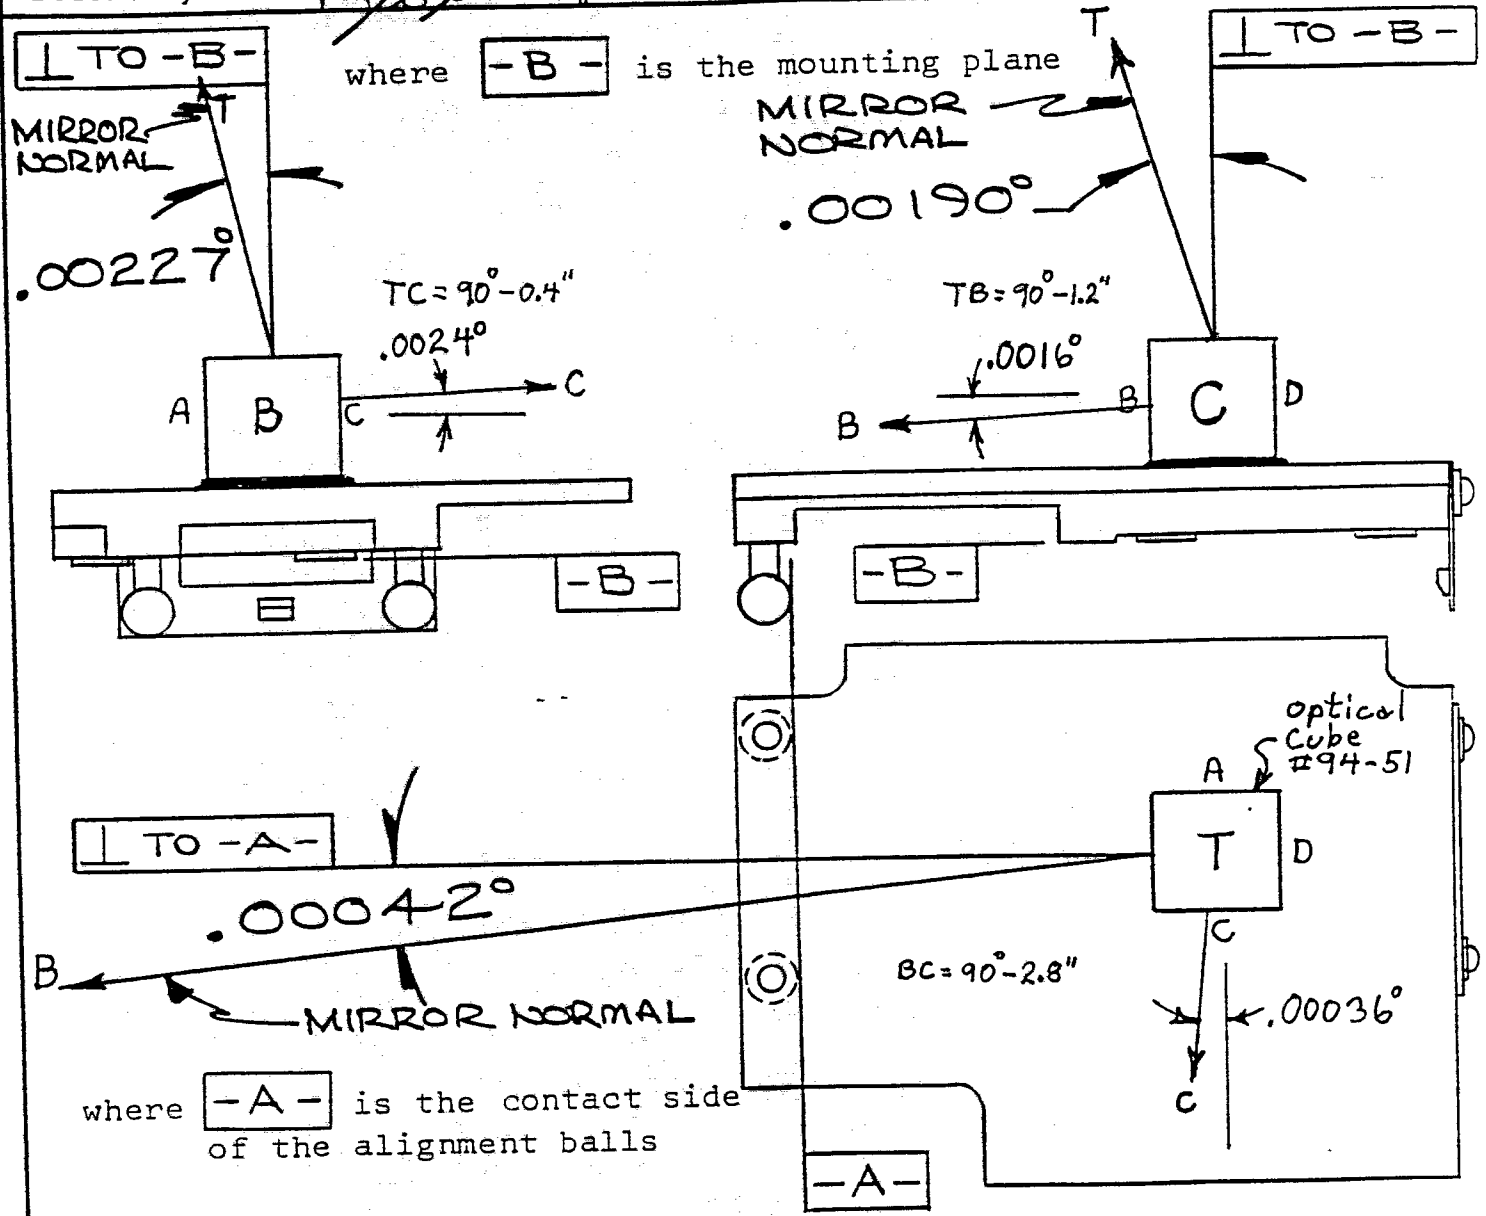 ⊥ TO -B-
where -B- is the mounting plane
T
⊥ TO -B-
T
MIRROR
NORMAL
MIRROR
NORMAL
.00227°
.00190°
TC = 90°-0.4"
.0024°
TB = 90°-1.2"
.0016°
A
B
C
C
B
B
C
D
-B-
-B-
Optical
Cube
#94-51
A
T
D
C
⊥ TO -A-
.00042°
B
MIRROR NORMAL
BC = 90°-2.8"
.00036°
C
where -A- is the contact side
of the alignment balls
-A-